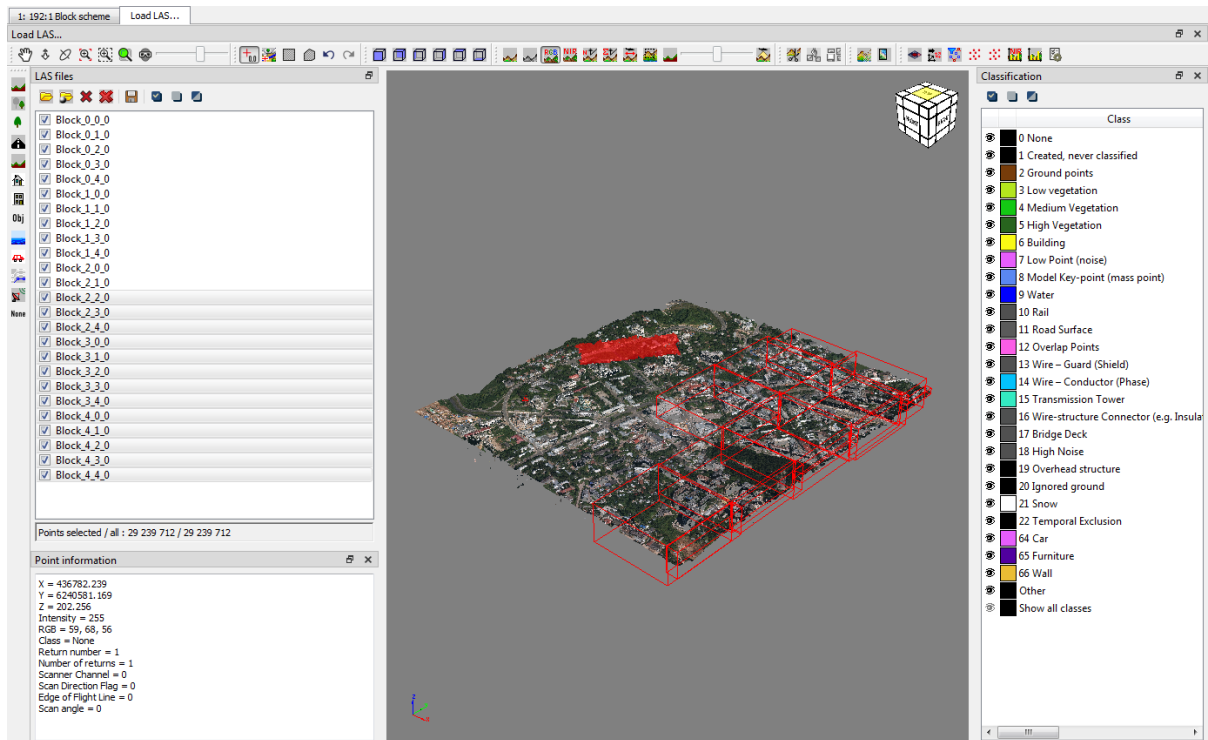 1: 192:1 Block scheme
Load LAS...
Load LAS...
RGB
NIR
NIR
LAS files
Classification
Block_0_0_0
Block_0_1_0
Block_0_2_0
Block_0_3_0
Block_0_4_0
Block_1_0_0
Block_1_1_0
Block_1_2_0
Block_1_3_0
Block_1_4_0
Block_2_0_0
Block_2_1_0
Block_2_2_0
Block_2_3_0
Block_2_4_0
Block_3_0_0
Block_3_1_0
Block_3_2_0
Block_3_3_0
Block_3_4_0
Block_4_0_0
Block_4_1_0
Block_4_2_0
Block_4_3_0
Block_4_4_0
Obj
None
Points selected / all : 29 239 712 / 29 239 712
Point information
X = 436782.239
Y = 6240581.169
Z = 202.256
Intensity = 255
RGB = 59, 68, 56
Class = None
Return number = 1
Number of returns = 1
Scanner Channel = 0
Scan Direction Flag = 0
Edge of Flight Line = 0
Scan angle = 0
Class
0 None
1 Created, never classified
2 Ground points
3 Low vegetation
4 Medium Vegetation
5 High Vegetation
6 Building
7 Low Point (noise)
8 Model Key-point (mass point)
9 Water
10 Rail
11 Road Surface
12 Overlap Points
13 Wire – Guard (Shield)
14 Wire – Conductor (Phase)
15 Transmission Tower
16 Wire-structure Connector (e.g. Insula
17 Bridge Deck
18 High Noise
19 Overhead structure
20 Ignored ground
21 Snow
22 Temporal Exclusion
64 Car
65 Furniture
66 Wall
Other
Show all classes